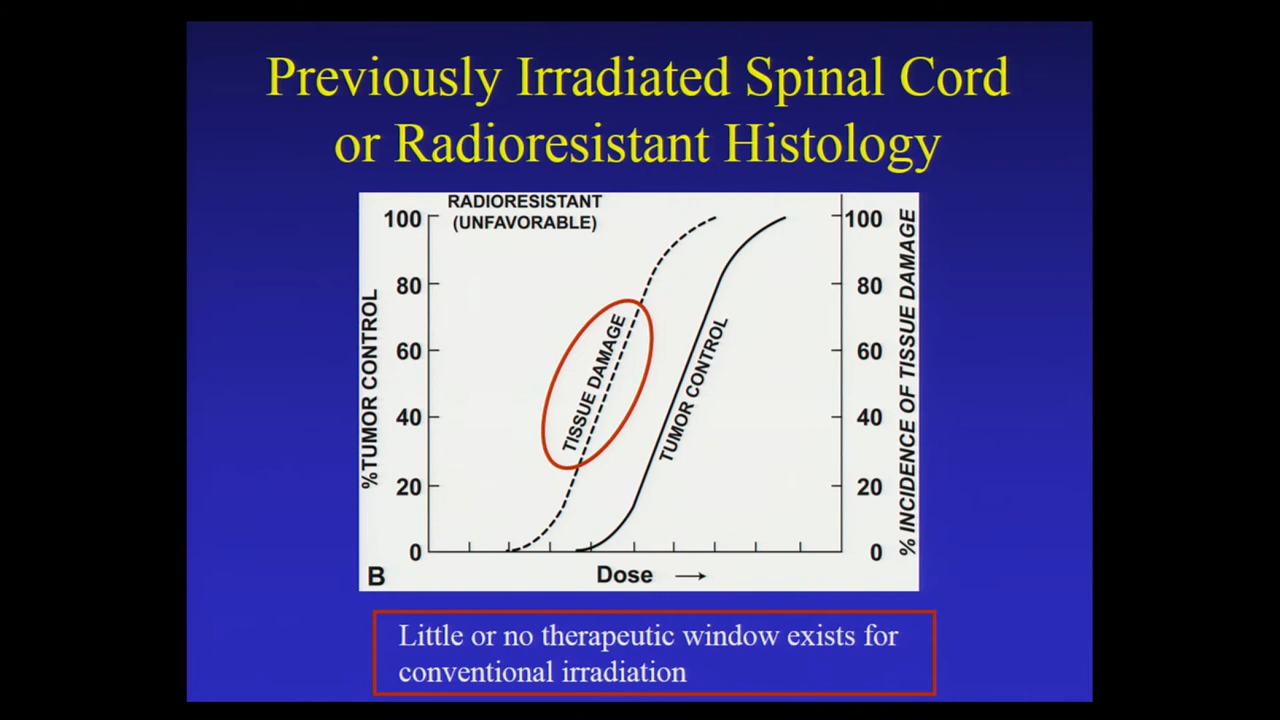 Previously Irradiated Spinal Cord
or Radioresistant Histology
RADIORESISTANT
(UNFAVORABLE)
%TUMOR CONTROL
100
80
60
40
20
0
TISSUE DAMAGE
TUMOR CONTROL
100
80
60
40
20
0
% INCIDENCE OF TISSUE DAMAGE
B
Dose →
Little or no therapeutic window exists for
conventional irradiation